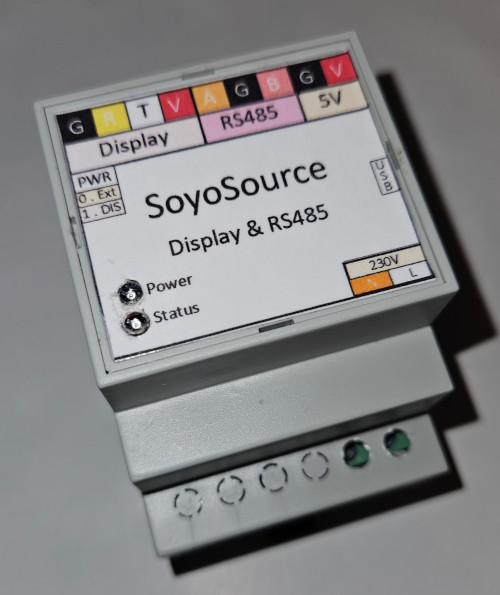 G R T V A G B G V
Display RS485 5V
PWR
0 . Ext
1 . DIS
USB
SoyoSource
Display & RS485
Power
Status
230V
N L